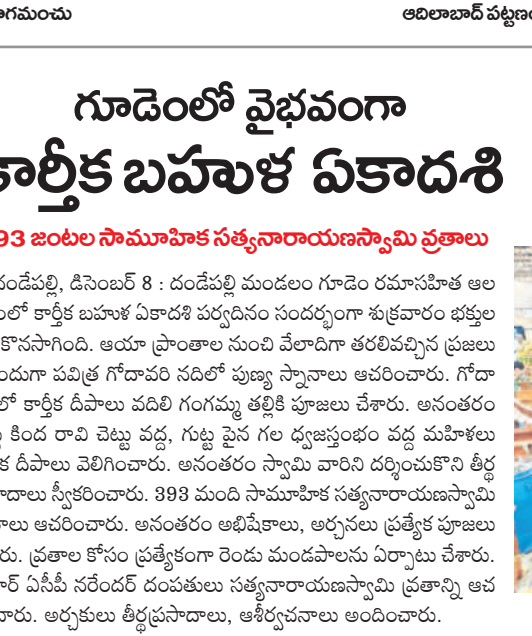 ఆదిలాబాద్ పట్టణం
గూడెంలో వైభవంగా
కార్తీక బహుళ ఏకాదశి
93 జంటల సామూహిక సత్యనారాయణస్వామి వ్రతాలు
దండేపల్లి, డిసెంబర్ 8 : దండేపల్లి మండలం గూడెం రమాసహిత ఆల
లో కార్తీక బహుళ ఏకాదశి పర్వదినం సందర్భంగా శుక్రవారం భక్తుల
కొనసాగింది. ఆయా ప్రాంతాల నుంచి వేలాదిగా తరలివచ్చిన ప్రజలు
పవిత్ర గోదావరి నదిలో పుణ్య స్నానాలు ఆచరించారు. గోదా
లో కార్తీక దీపాలు వదిలి గంగమ్మ తల్లికి పూజలు చేశారు. అనంతరం
కింద రావి చెట్టు వద్ద, గుట్ట పైన గల ధ్వజస్తంభం వద్ద మహిళలు
క దీపాలు వెలిగించారు. అనంతరం స్వామి వారిని దర్శించుకొని తీర్థ
స్వీకరించారు. 393 మంది సామూహిక సత్యనారాయణస్వామి
ఆచరించారు. అనంతరం అభిషేకాలు, అర్చనలు ప్రత్యేక పూజలు
రు. వ్రతాల కోసం ప్రత్యేకంగా రెండు మండపాలను ఏర్పాటు చేశారు.
ఏసీపీ నరేందర్ దంపతులు సత్యనారాయణస్వామి వ్రతాన్ని ఆచ
అర్చకులు తీర్థప్రసాదాలు, ఆశీర్వచనాలు అందించారు.